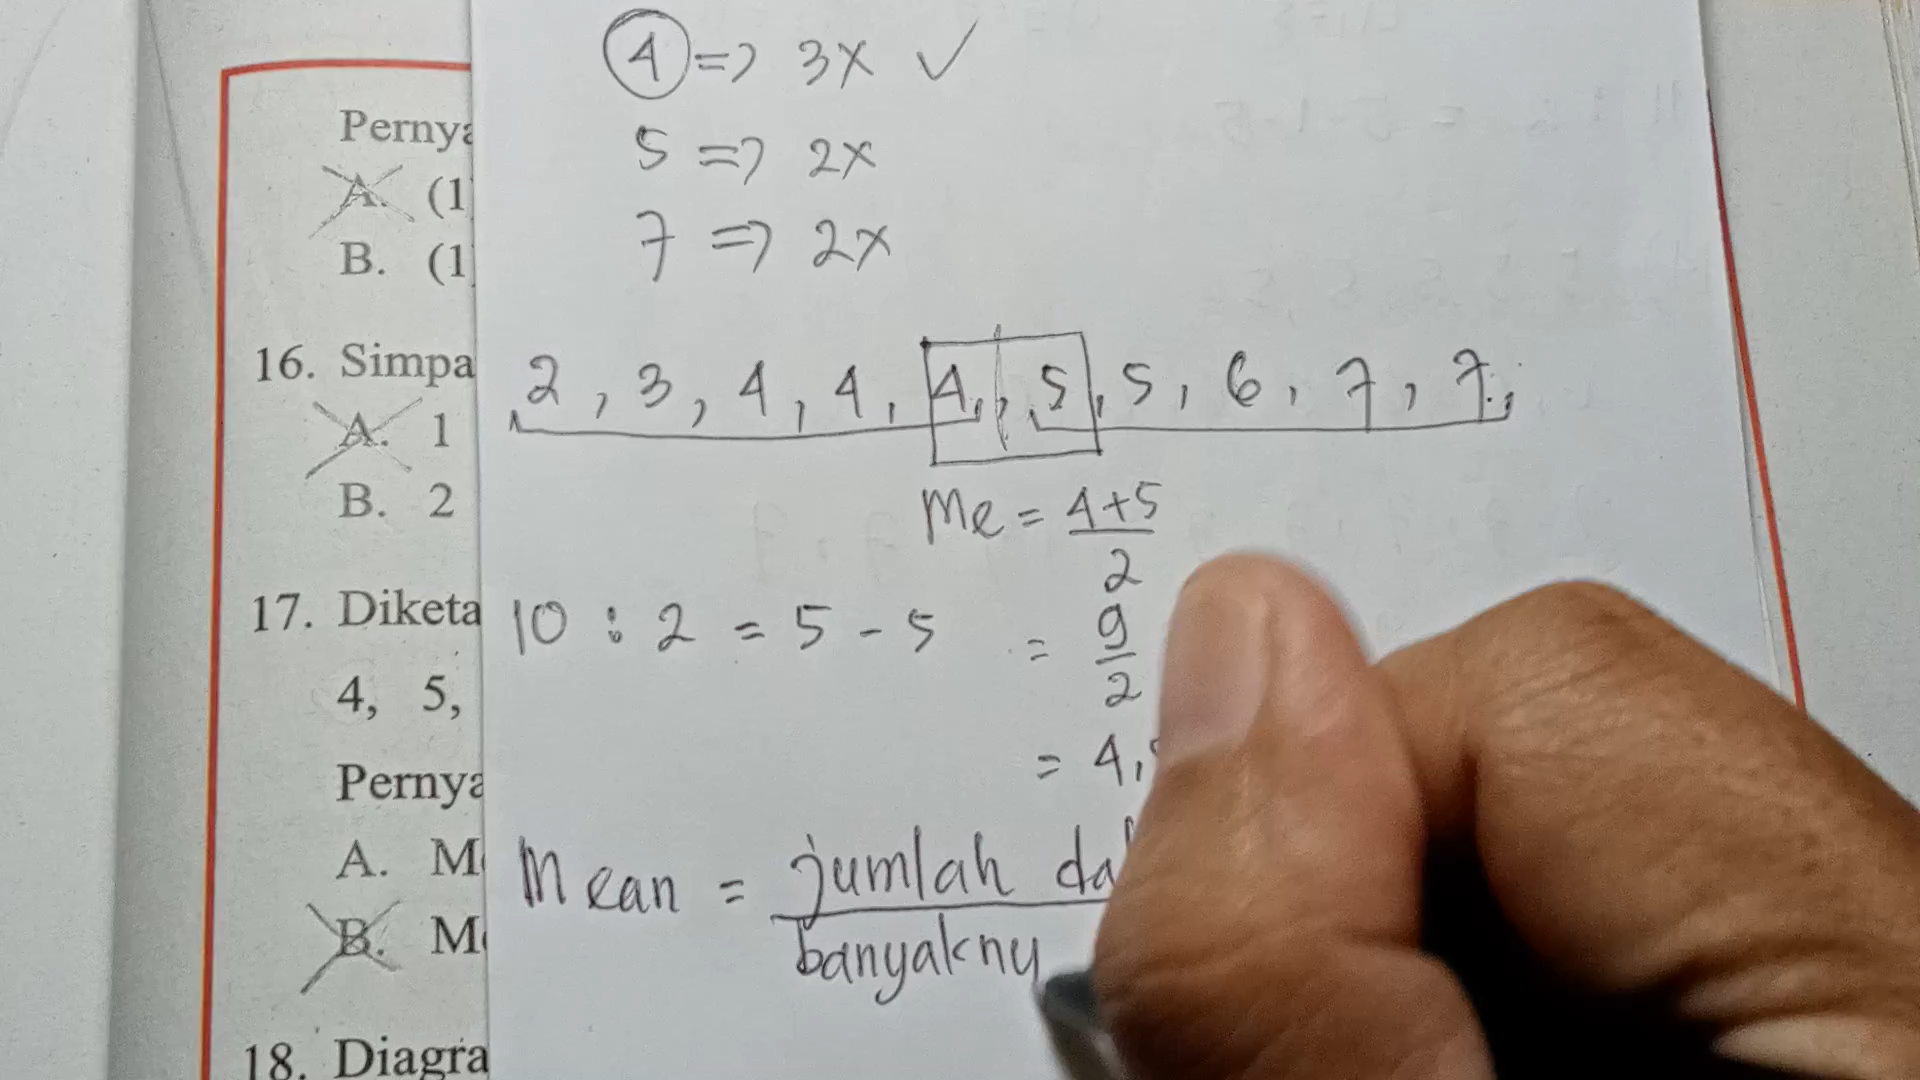 4 => 3x ✓
5 => 2x
7 => 2x
2, 3, 4, 4, 4, 5, 5, 6, 7, 7,
Me = 4+5
2
10 : 2 = 5 - 5
= 9
2
= 4,
Mean = jumlah da
banyakny
A. (1
B. (1
16. Simpa
A. 1
B. 2
17. Diketa
4, 5,
Pernya
A. M
B. M
18. Diagra